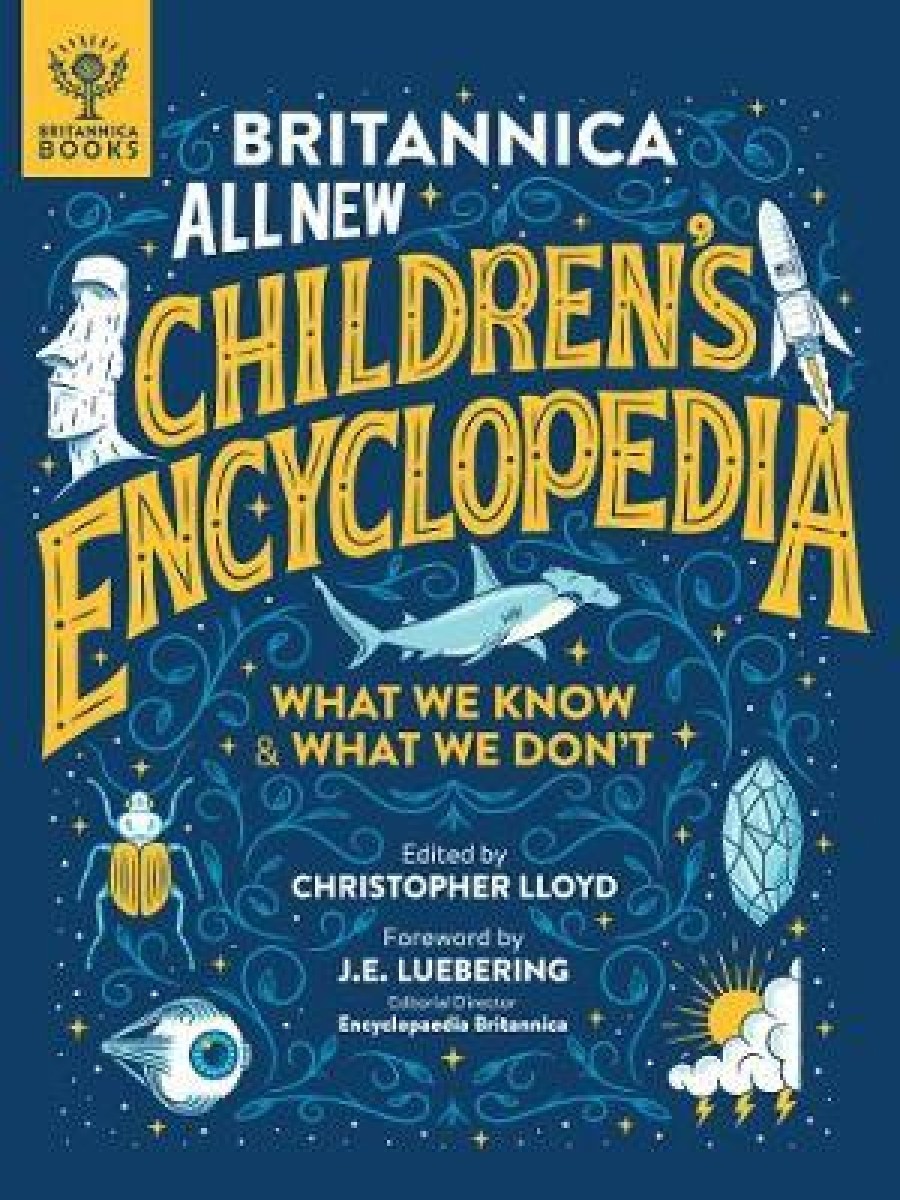 BRITANNICA
BOOKS
BRITANNICA
ALL NEW
CHILDREN'S
ENCYCLOPEDIA
WHAT WE KNOW
& WHAT WE DON'T
Edited by
CHRISTOPHER LLOYD
Foreword by
J.E. LUEBERING
Editorial Director
Encyclopaedia Britannica